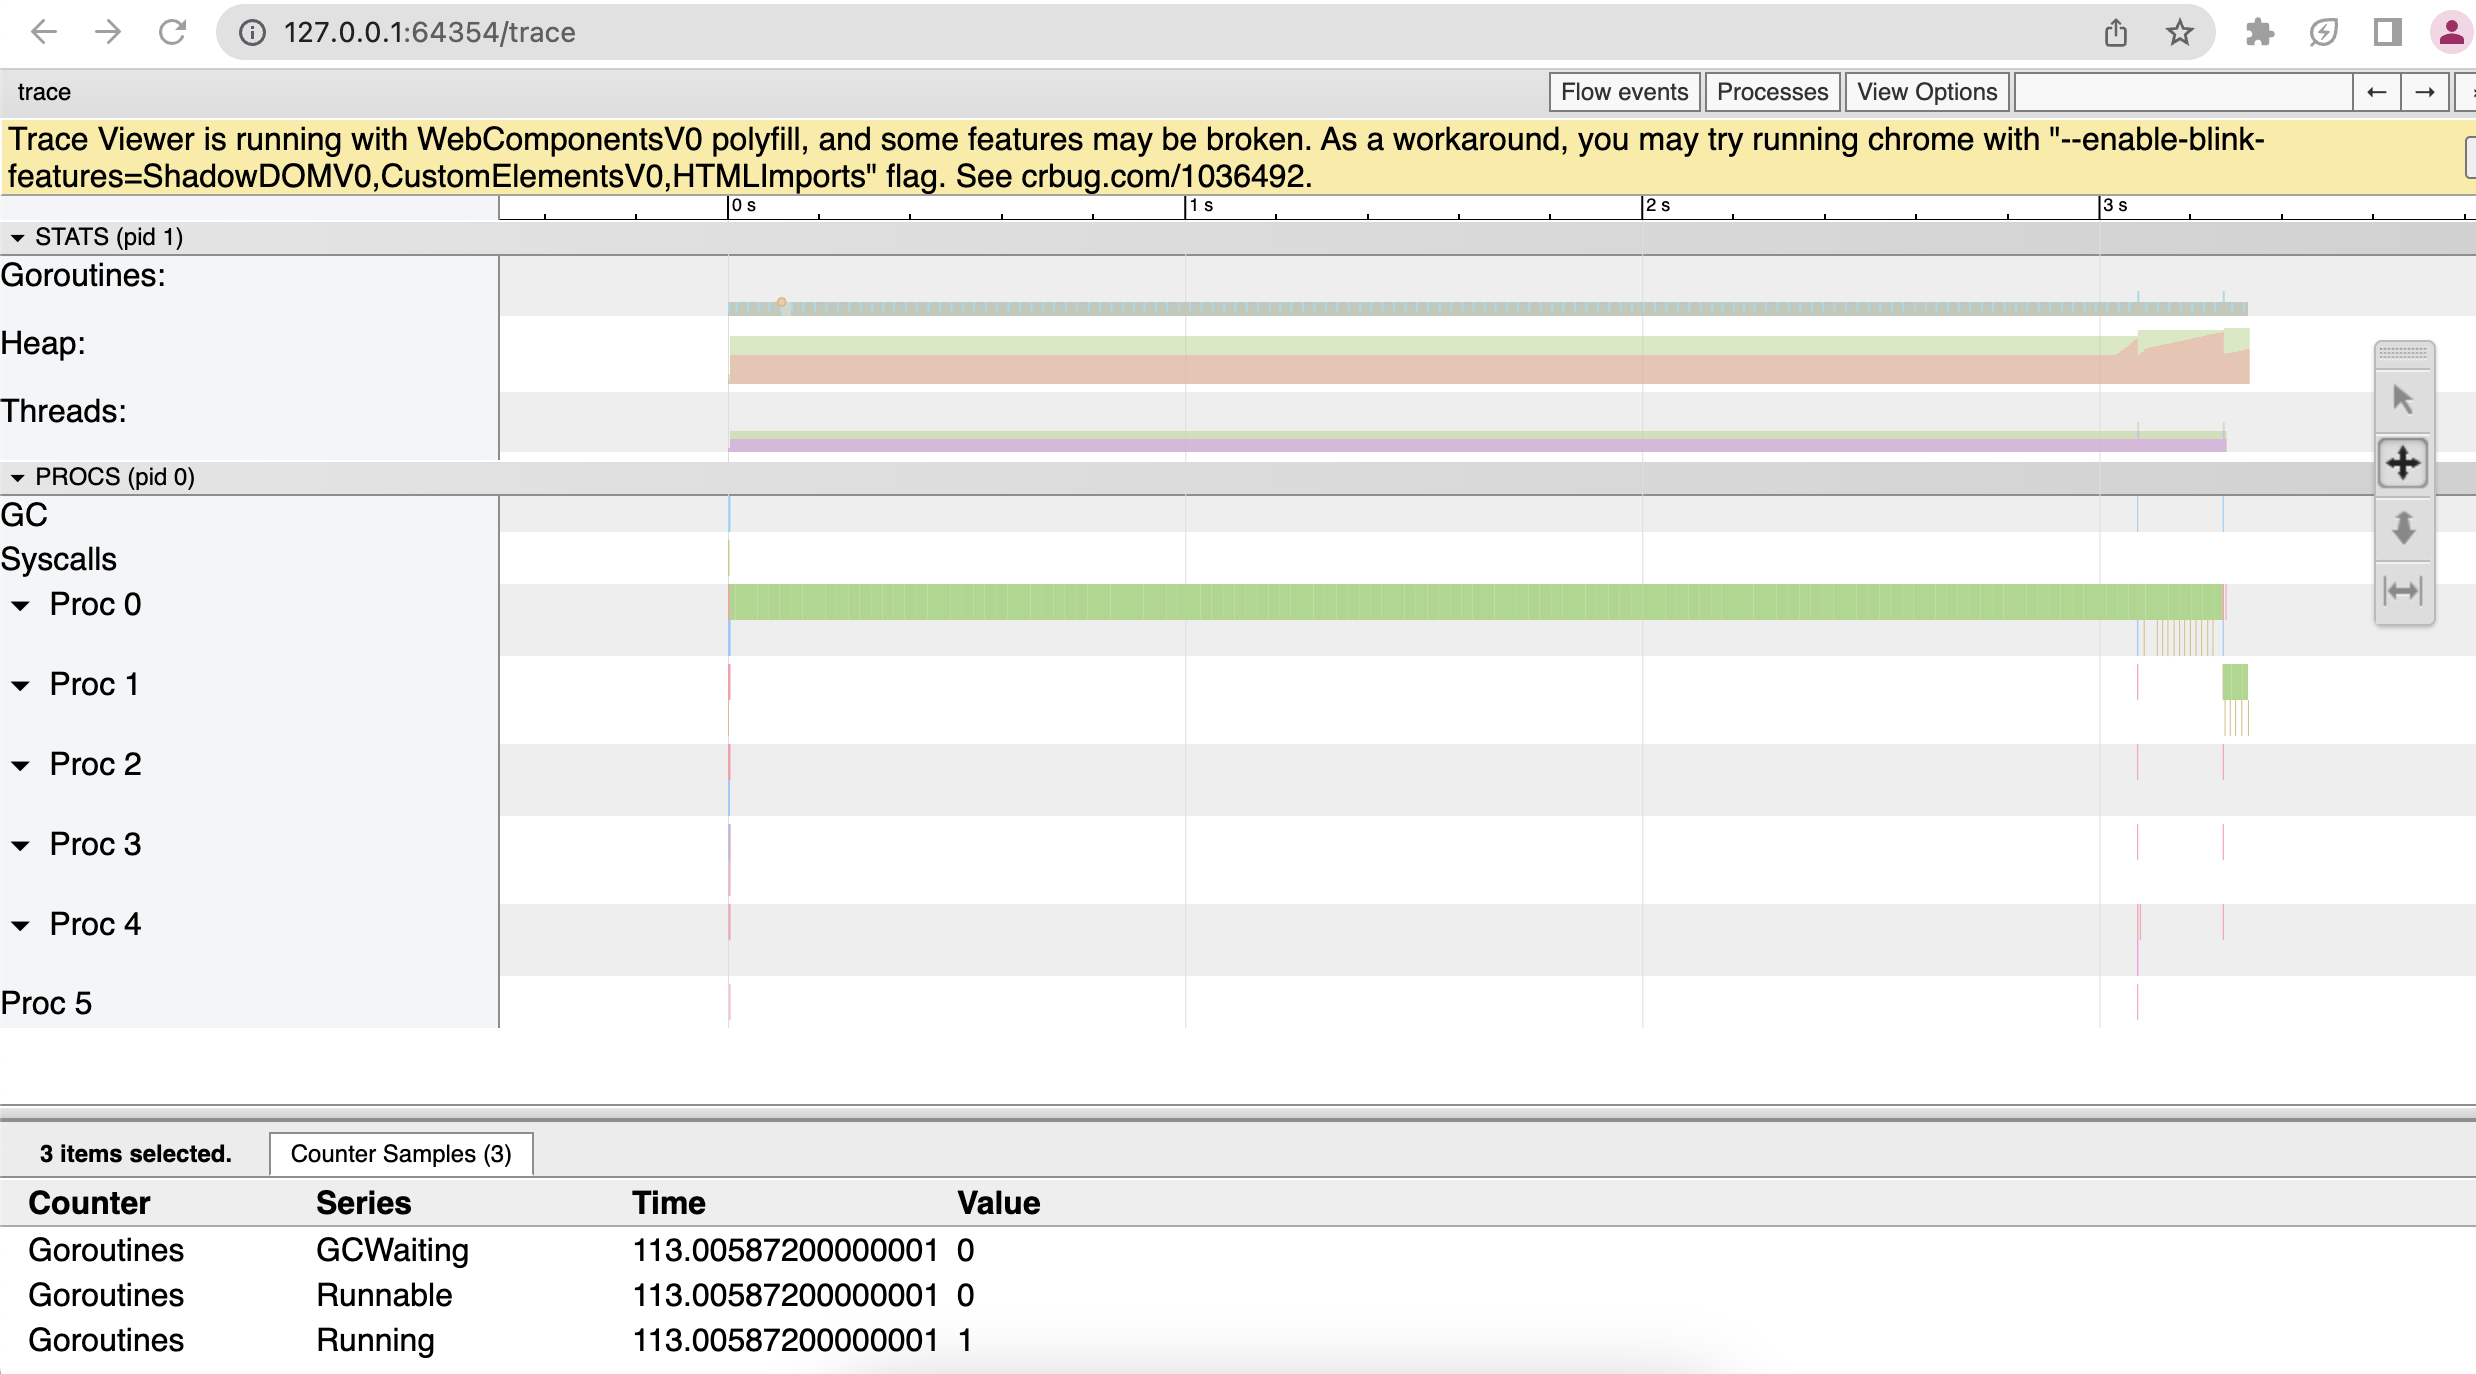 127.0.0.1:64354/trace
trace
Flow events Processes View Options ← →
Trace Viewer is running with WebComponentsV0 polyfill, and some features may be broken. As a workaround, you may try running chrome with "--enable-blink-
features=ShadowDOMV0,CustomElementsV0,HTMLImports" flag. See crbug.com/1036492.
0 s 1 s 2 s 3 s
STATS (pid 1)
Goroutines:
Heap:
Threads:
PROCS (pid 0)
GC
Syscalls
Proc 0
Proc 1
Proc 2
Proc 3
Proc 4
Proc 5
3 items selected. Counter Samples (3)
Counter Series Time Value
Goroutines GCWaiting 113.00587200000001 0
Goroutines Runnable 113.00587200000001 0
Goroutines Running 113.00587200000001 1